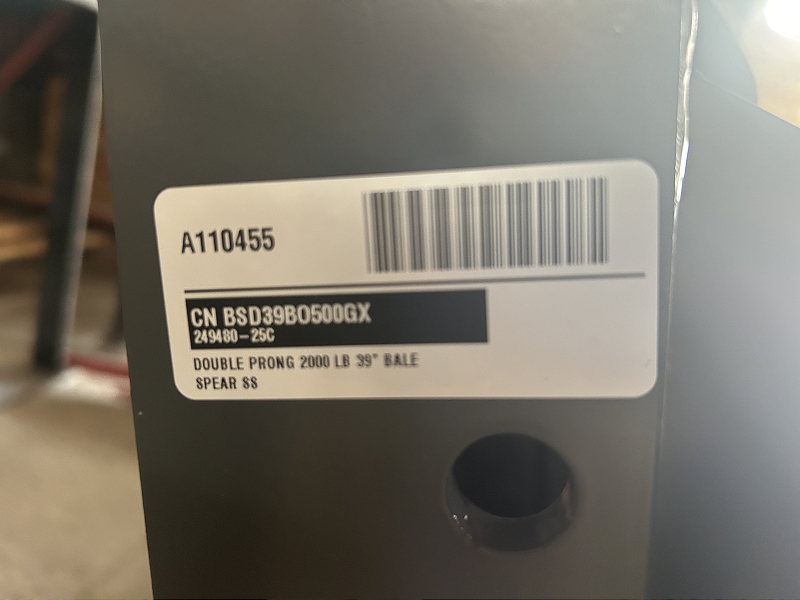 A110455
CN BSD39BO500GX
249480-25C
DOUBLE PRONG 2000 LB 39" BALE
SPEAR SS